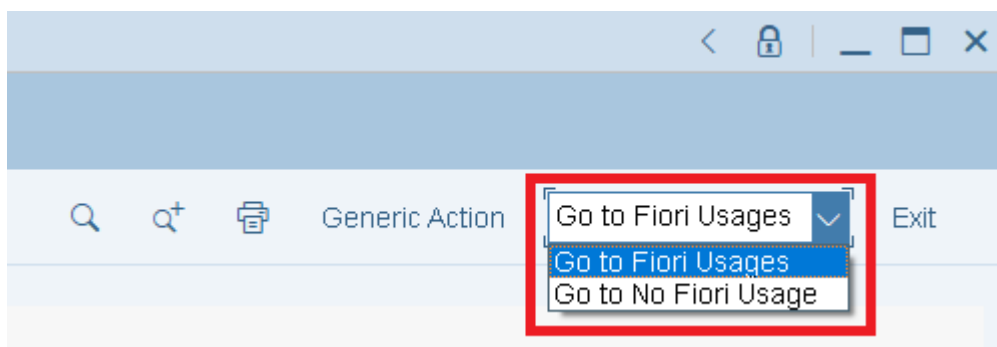 Generic Action Go to Fiori Usages Exit
Go to Fiori Usages
Go to No Fiori Usage